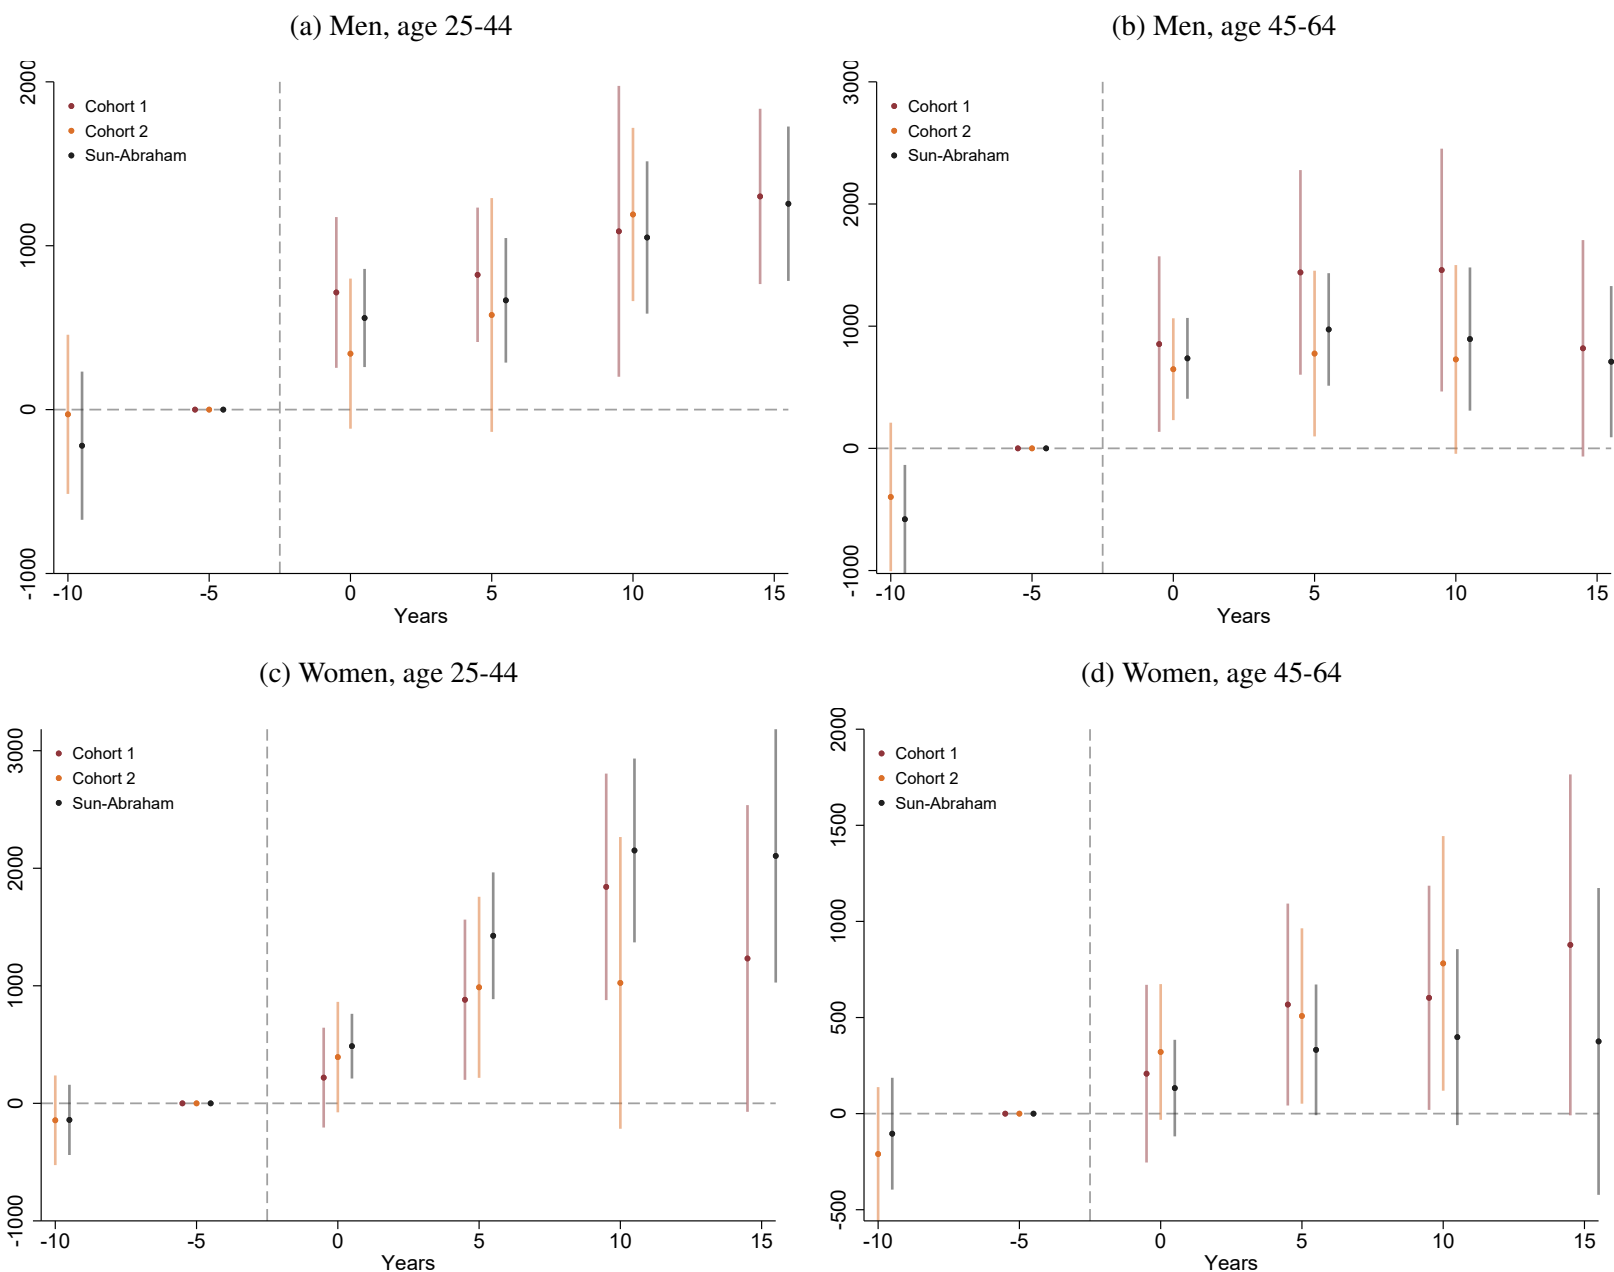 (a) Men, age 25-44
2000
1000
0
-1000
Cohort 1
Cohort 2
Sun-Abraham
-10 -5 0 5 10 15
Years
(b) Men, age 45-64
3000
2000
1000
0
-1000
Cohort 1
Cohort 2
Sun-Abraham
-10 -5 0 5 10 15
Years
(c) Women, age 25-44
3000
2000
1000
0
-1000
Cohort 1
Cohort 2
Sun-Abraham
-10 -5 0 5 10 15
Years
(d) Women, age 45-64
2000
1500
1000
500
0
-500
Cohort 1
Cohort 2
Sun-Abraham
-10 -5 0 5 10 15
Years